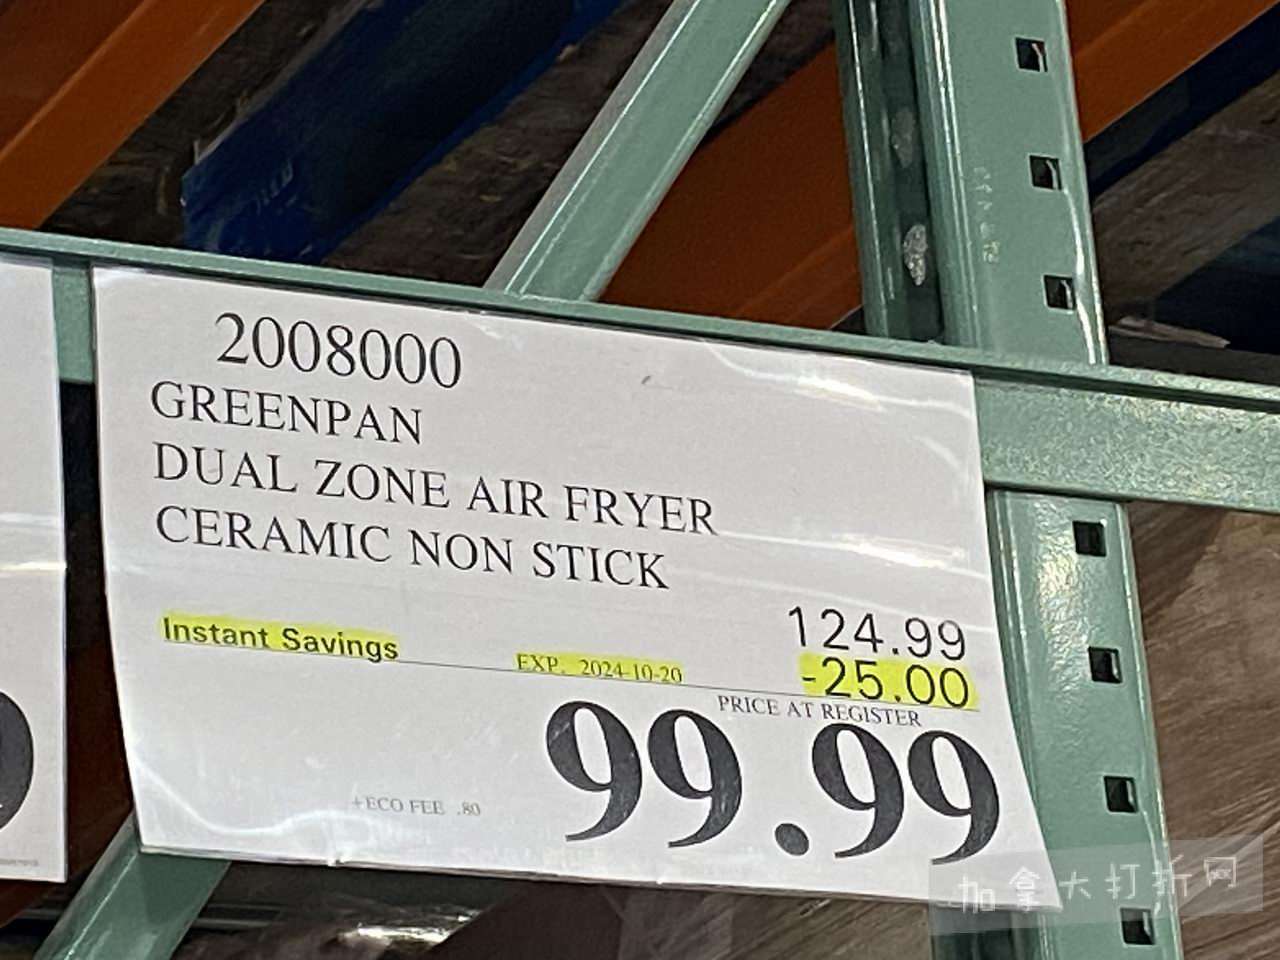 2008000
GREENPAN
DUAL ZONE AIR FRYER
CERAMIC NON STICK
124.99
Instant Savings EXP. 2024-10-20 -25.00
PRICE AT REGISTER
99.99
+ECO FEE .80
加拿大打折网